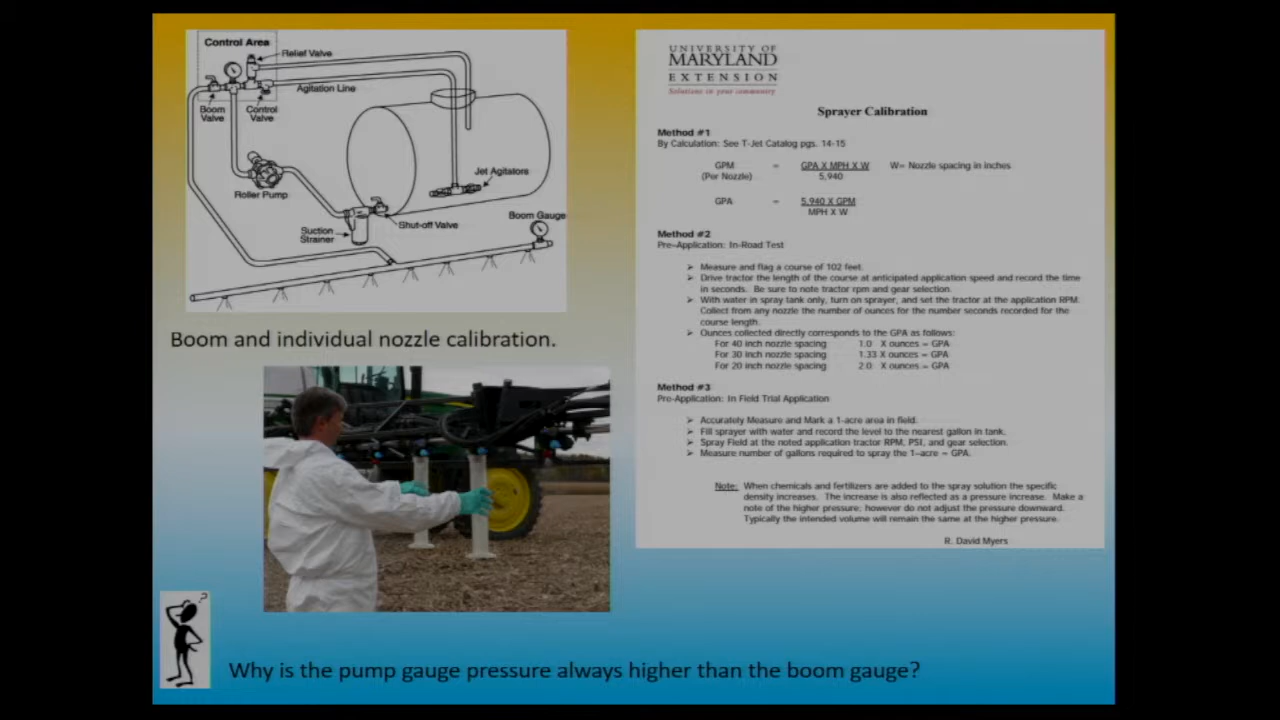 Control Area
Relief Valve
Agitation Line
Boom
Valve
Control
Valve
Roller Pump
Jet Agitators
Boom Gauge
Suction
Strainer
Shut-off Valve
Boom and individual nozzle calibration.
UNIVERSITY OF
MARYLAND
EXTENSION
Solutions in your community
Sprayer Calibration
Method #1
By Calculation: See T-Jet Catalog pgs. 14-15
GPM = GPA X MPH X W W= Nozzle spacing in inches
(Per Nozzle) 5,940
GPA = 5,940 X GPM
MPH X W
Method #2
Pre-Application: In-Road Test
➢ Measure and flag a course of 102 feet.
➢ Drive tractor the length of the course at anticipated application speed and record the time
in seconds. Be sure to note tractor rpm and gear selection.
➢ With water in spray tank only, turn on sprayer, and set the tractor at the application RPM.
Collect from any nozzle the number of ounces for the number seconds recorded for the
course length.
➢ Ounces collected directly corresponds to the GPA as follows:
For 40 inch nozzle spacing 1.0 X ounces = GPA
For 30 inch nozzle spacing 1.33 X ounces = GPA
For 20 inch nozzle spacing 2.0 X ounces = GPA
Method #3
Pre-Application: In Field Trial Application
➢ Accurately Measure and Mark a 1-acre area in field.
➢ Fill sprayer with water and record the level to the nearest gallon in tank.
➢ Spray Field at the noted application tractor RPM, PSI, and gear selection.
➢ Measure number of gallons required to spray the 1-acre = GPA.
Note: When chemicals and fertilizers are added to the spray solution the specific
density increases. The increase is also reflected as a pressure increase. Make a
note of the higher pressure; however do not adjust the pressure downward.
Typically the intended volume will remain the same at the higher pressure.
R. David Myers
?
Why is the pump gauge pressure always higher than the boom gauge?